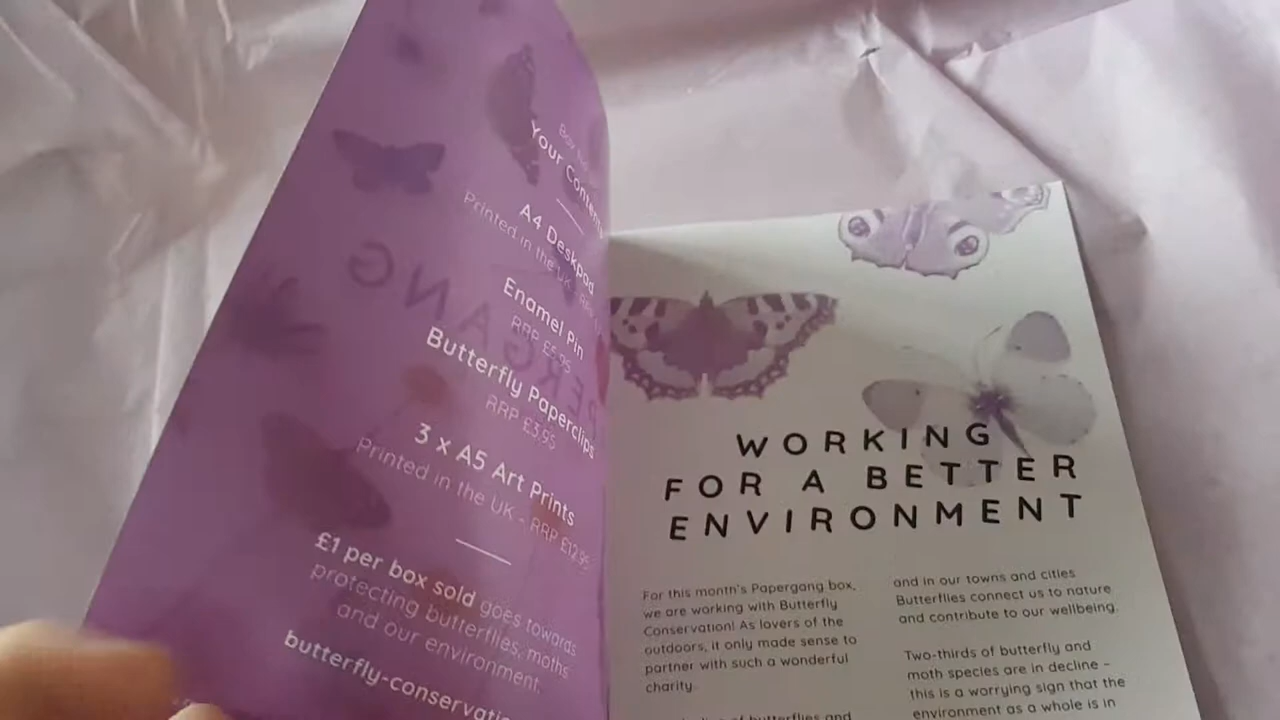 Your Contents
A4 Deskpad
Printed in the UK - RRP
Enamel Pin
RRP £5.95
Butterfly Paperclips
RRP £3.95
3 x A5 Art Prints
Printed in the UK - RRP £12.95
£1 per box sold goes towards
protecting butterflies, moths
and our environment.
WORKING
FOR A BETTER
ENVIRONMENT
For this month's Papergang box,
we are working with Butterfly
Conservation! As lovers of the
outdoors, it only made sense to
partner with such a wonderful
charity.
of butterflies and
and in our towns and cities
Butterflies connect us to nature
and contribute to our wellbeing.
Two-thirds of butterfly and
moth species are in decline –
this is a worrying sign that the
environment as a whole is in